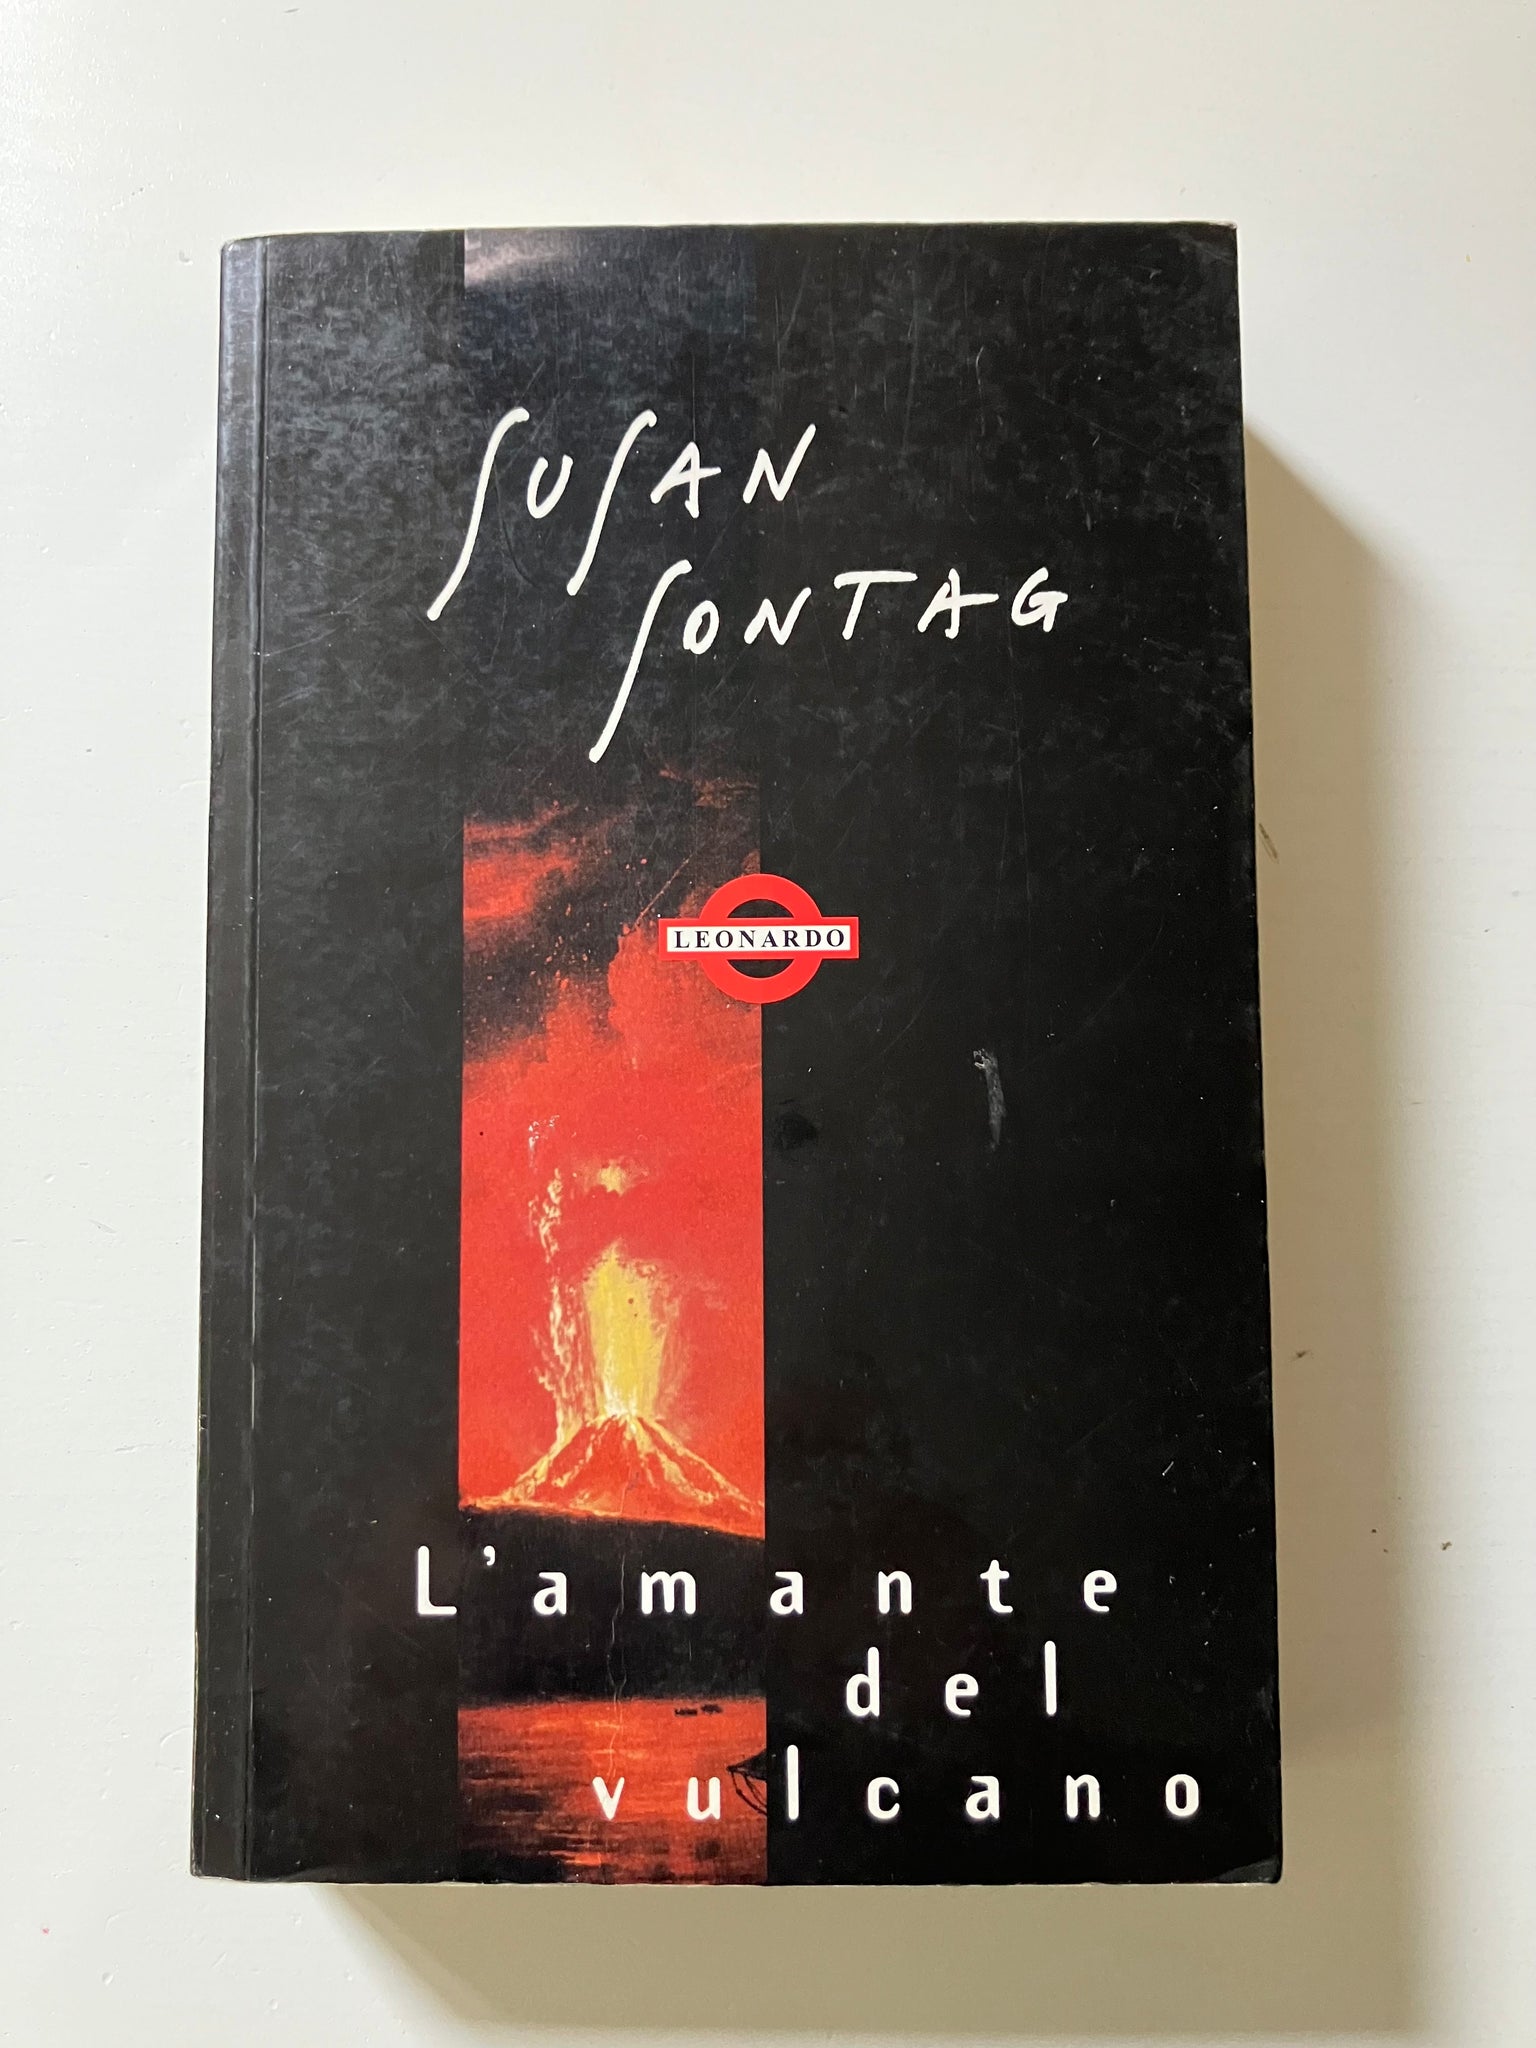 SUSAN
SONTAG
LEONARDO
L'amante
del
vulcano